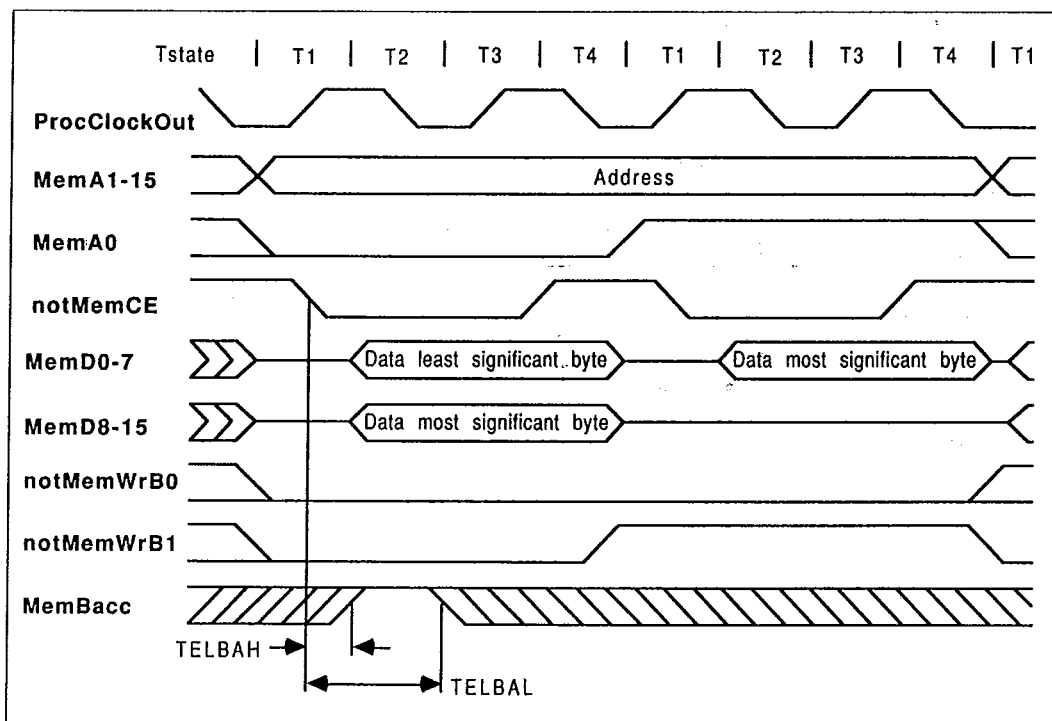 Tstate | T1 | T2 | T3 | T4 | T1 | T2 | T3 | T4 | T1
ProcClockOut
MemA1-15 Address
MemA0
notMemCE
MemD0-7 Data least significant byte Data most significant byte
MemD8-15 Data most significant byte
notMemWrB0
notMemWrB1
MemBacc
TELBAH
TELBAL